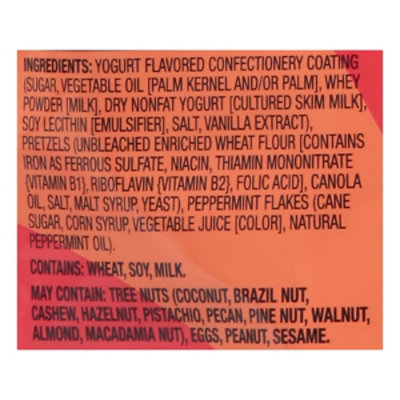 INGREDIENTS: YOGURT FLAVORED CONFECTIONERY COATING
(SUGAR, VEGETABLE OIL [PALM KERNEL AND/OR PALM], WHEY
POWDER [MILK], DRY NONFAT YOGURT [CULTURED SKIM MILK],
SOY LECITHIN [EMULSIFIER], SALT, VANILLA EXTRACT),
PRETZELS (UNBLEACHED ENRICHED WHEAT FLOUR [CONTAINS
IRON AS FERROUS SULFATE, NIACIN, THIAMIN MONONITRATE
{VITAMIN B1}, RIBOFLAVIN {VITAMIN B2}, FOLIC ACID], CANOLA
OIL, SALT, MALT SYRUP, YEAST), PEPPERMINT FLAKES (CANE
SUGAR, CORN SYRUP, VEGETABLE JUICE [COLOR], NATURAL
PEPPERMINT OIL).
CONTAINS: WHEAT, SOY, MILK.
MAY CONTAIN: TREE NUTS (COCONUT, BRAZIL NUT,
CASHEW, HAZELNUT, PISTACHIO, PECAN, PINE NUT, WALNUT,
ALMOND, MACADAMIA NUT), EGGS, PEANUT, SESAME.